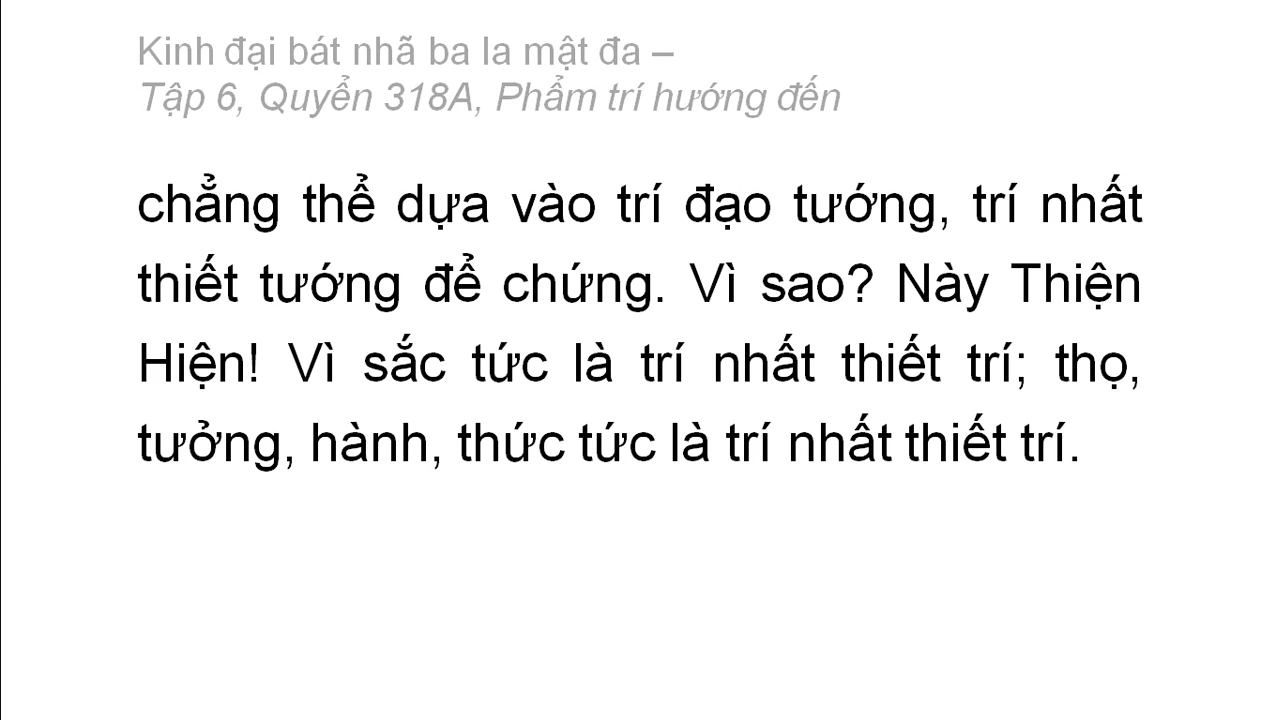 Kinh đại bát nhã ba la mật đa –
Tập 6, Quyển 318A, Phẩm trí hướng đến
chẳng thể dựa vào trí đạo tướng, trí nhất
thiết tướng để chứng. Vì sao? Này Thiện
Hiện! Vì sắc tức là trí nhất thiết trí; thọ,
tưởng, hành, thức tức là trí nhất thiết trí.